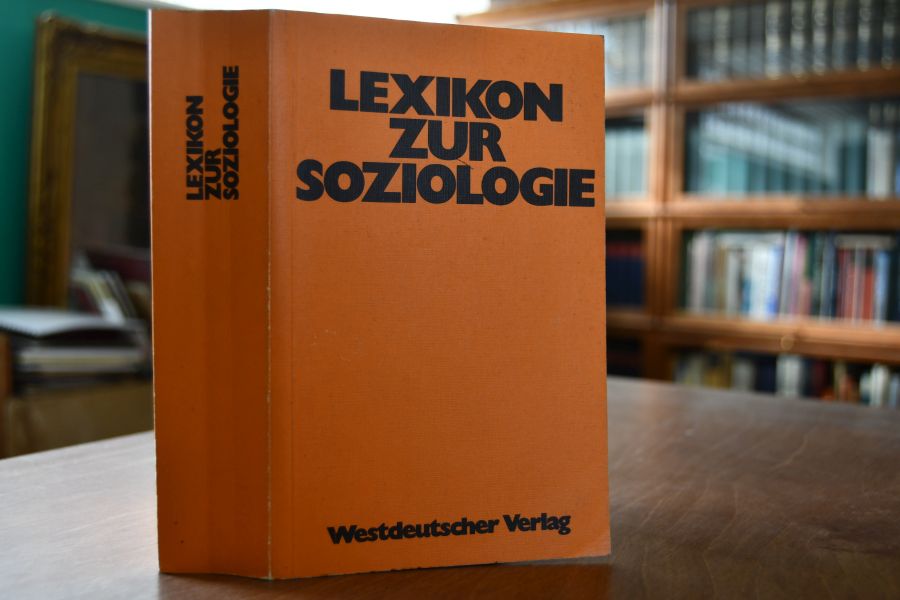 LEXIKON
ZUR
SOZIOLOGIE
LEXIKON
ZUR
SOZIOLOGIE
Westdeutscher Verlag